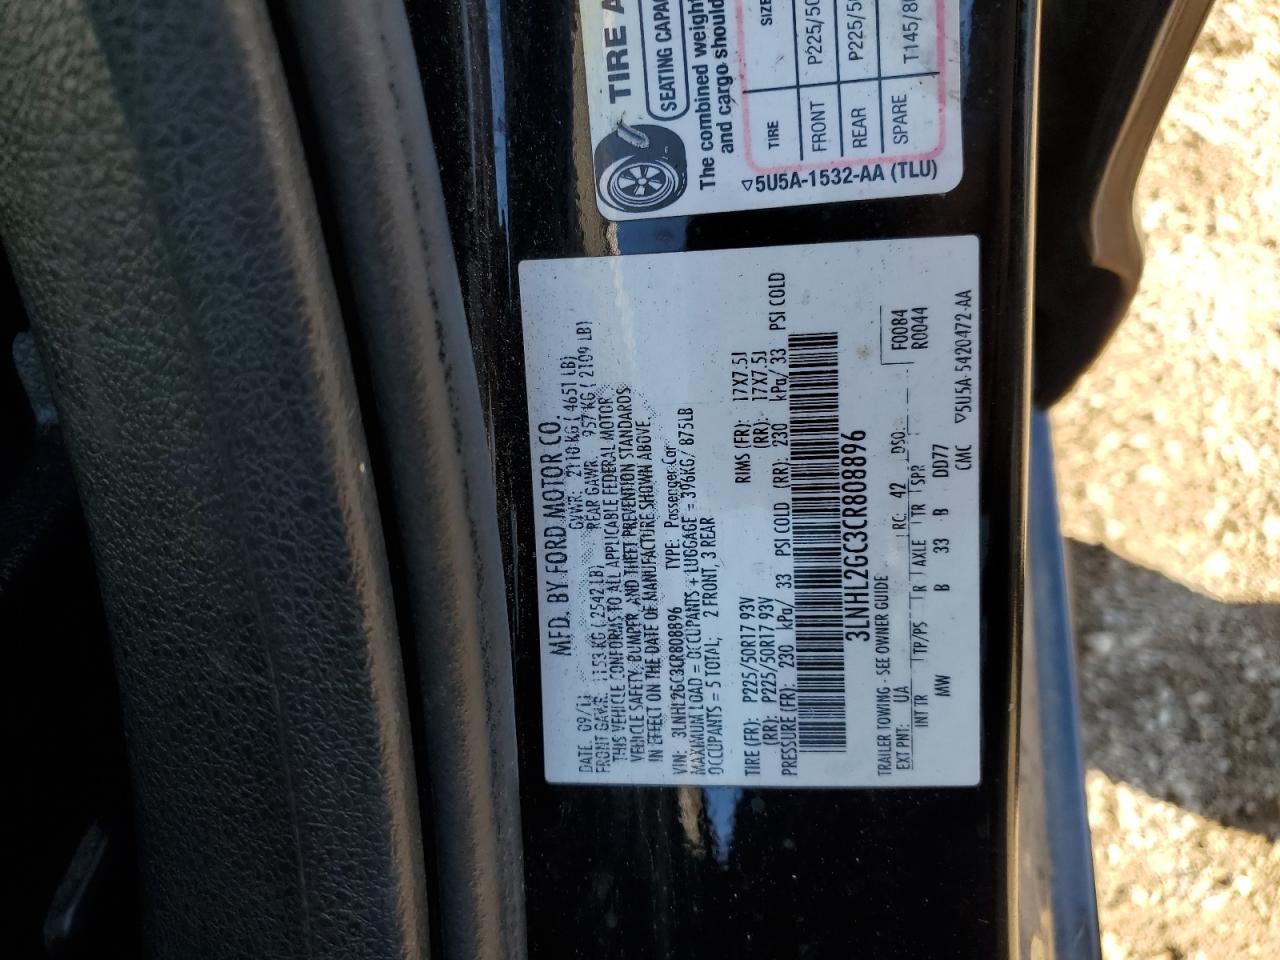 MFD. BY FORD MOTOR CO.
DATE: 09/11 GVWR: 2110 KG ( 4651 LB)
FRONT GAWR: 1153 KG ( 2542 LB) REAR GAWR 957 KG ( 2109 LB)
THIS VEHICLE CONFORMS TO ALL APPLICABLE FEDERAL MOTOR
VEHICLE SAFETY, BUMPER, AND THEFT PREVENTION STANDARDS
IN EFFECT ON THE DATE OF MANUFACTURE SHOWN ABOVE.
VIN: 3LNHL2GC3CR808896 TYPE: Passenger Car
MAXIMUM LOAD = OCCUPANTS + LUGGAGE = 396KG/ 875LB
OCCUPANTS = 5 TOTAL; 2 FRONT, 3 REAR
TIRE (FR): P225/50R17 93V RIMS (FR): 17X7.5J
(RR): P225/50R17 93V (RR): 17X7.5J
PRESSURE (FR): 230 kPa/ 33 PSI COLD (RR): 230 kPa/ 33 PSI COLD
3LNHL2GC3CR808896
TRAILER TOWING - SEE OWNER GUIDE F0084
EXT PNT: UA RC: 42 DSO: R0044
INT TR TP/PS R AXLE TR SPR
MW B 33 B DD77
CMC ▽5U5A-5420472-AA
TIRE A
SEATING CAPA
The combined weight
and cargo should
TIRE SIZE
FRONT P225/50
REAR P225/50
SPARE T145/80
▽5U5A-1532-AA (TLU)